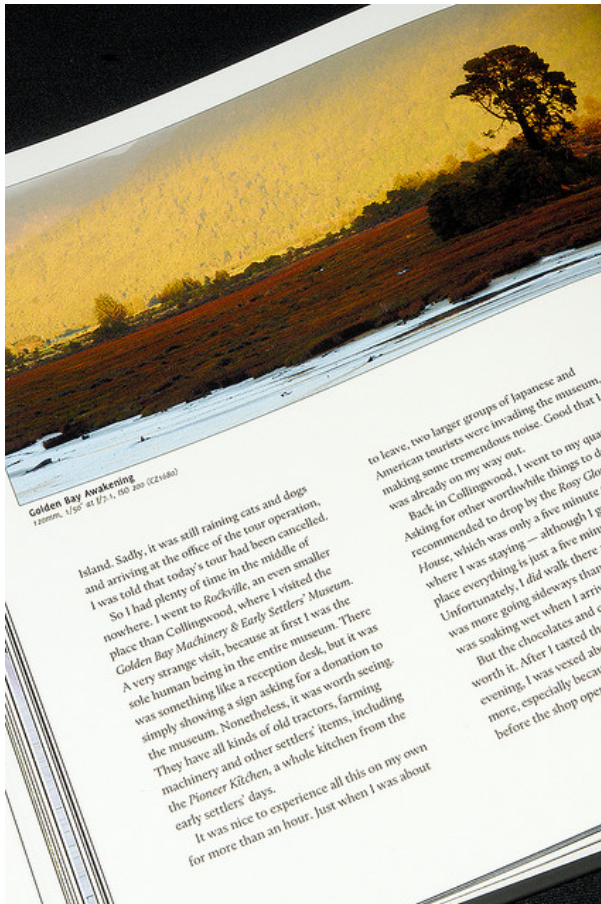 Golden Bay Awakening
120mm, 1/50" at f/7.1, ISO 200 (CZ1680)
Island. Sadly, it was still raining cats and dogs
and arriving at the office of the tour operation,
I was told that today's tour had been cancelled.
So I had plenty of time in the middle of
nowhere. I went to Rockville, an even smaller
place than Collingwood, where I visited the
Golden Bay Machinery & Early Settlers' Museum.
A very strange visit, because at first I was the
sole human being in the entire museum. There
was something like a reception desk, but it was
simply showing a sign asking for a donation to
the museum. Nonetheless, it was worth seeing.
They have all kinds of old tractors, farming
machinery and other settlers' items, including
the Pioneer Kitchen, a whole kitchen from the
early settlers' days.
It was nice to experience all this on my own
for more than an hour. Just when I was about
to leave, two larger groups of Japanese and
American tourists were invading the museum,
making some tremendous noise. Good that I
was already on my way out.
Back in Collingwood, I went to my
Asking for other worthwhile things to
recommended to drop by the Rosy
House, which was only a five minute
where I was staying — although I
place everything is just a five
Unfortunately, I did walk there
was more going sideways than
was soaking wet when I
But the chocolates and
worth it. After I tasted
evening, I was vexed
more, especially
before the shop